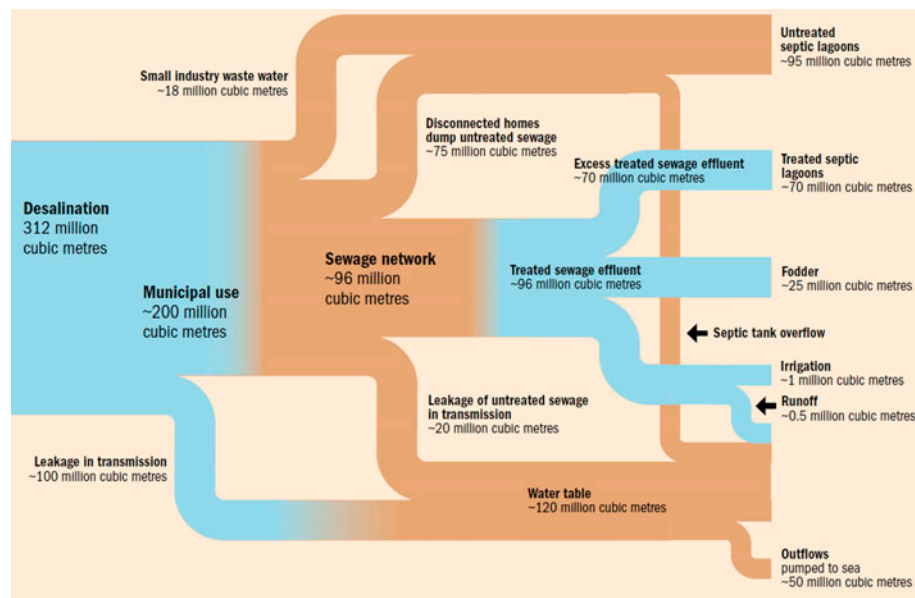 Untreated
septic lagoons
~95 million cubic metres
Small industry waste water
~18 million cubic metres
Disconnected homes
dump untreated sewage
~75 million cubic metres
Excess treated sewage effluent
~70 million cubic metres
Treated septic
lagoons
~70 million cubic metres
Desalination
312 million
cubic metres
Municipal use
~200 million
cubic metres
Sewage network
~96 million
cubic metres
Treated sewage effluent
~96 million cubic metres
Fodder
~25 million cubic metres
Septic tank overflow
Irrigation
~1 million cubic metres
Runoff
~0.5 million cubic metres
Leakage of untreated sewage
in transmission
~20 million cubic metres
Leakage in transmission
~100 million cubic metres
Water table
~120 million cubic metres
Outflows
pumped to sea
~50 million cubic metres